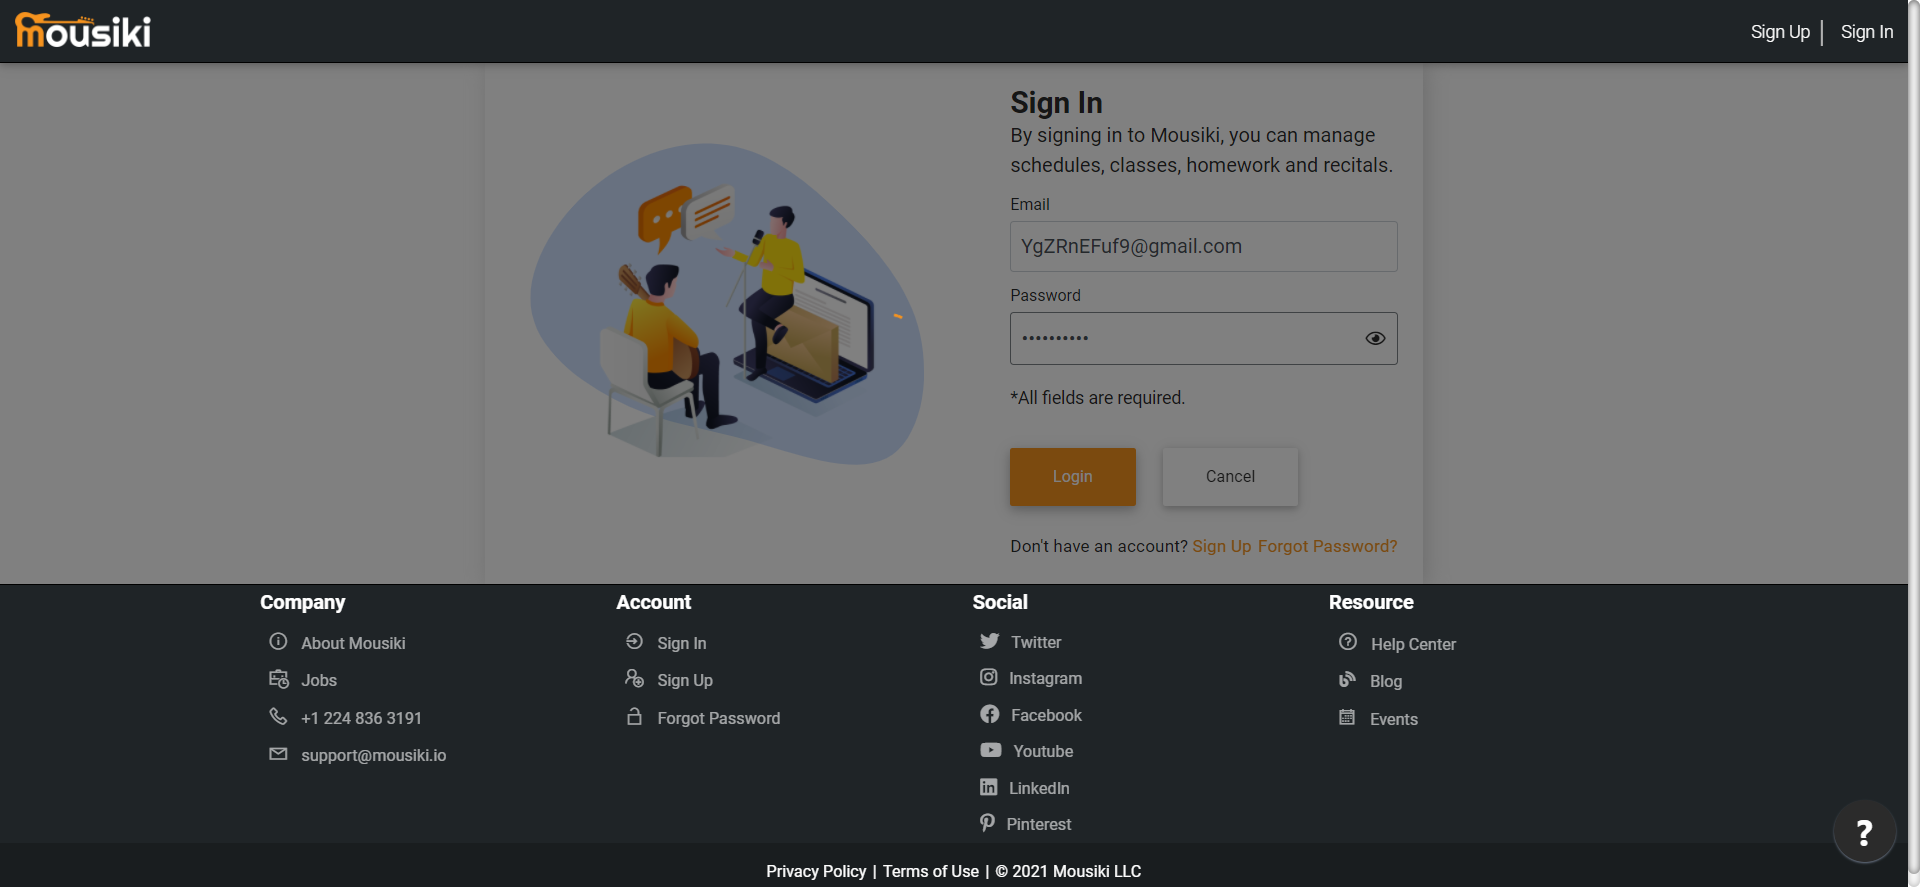 mousiki
Sign Up | Sign In
Sign In
By signing in to Mousiki, you can manage
schedules, classes, homework and recitals.
Email
YgZRnEFuf9@gmail.com
Password
••••••••••
*All fields are required.
Login
Cancel
Don't have an account? Sign Up Forgot Password?
Company
About Mousiki
Jobs
+1 224 836 3191
support@mousiki.io
Account
Sign In
Sign Up
Forgot Password
Social
Twitter
Instagram
Facebook
Youtube
LinkedIn
Pinterest
Resource
Help Center
Blog
Events
?
Privacy Policy | Terms of Use | © 2021 Mousiki LLC